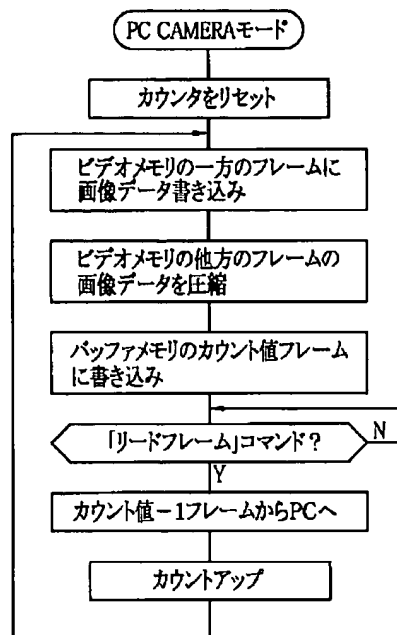 PC CAMERAモード
カウンタをリセット
ビデオメモリの一方のフレームに
画像データ書き込み
ビデオメモリの他方のフレームの
画像データを圧縮
バッファメモリのカウント値フレーム
に書き込み
「リードフレーム」コマンド?
N
Y
カウント値－1フレームからPCへ
カウントアップ